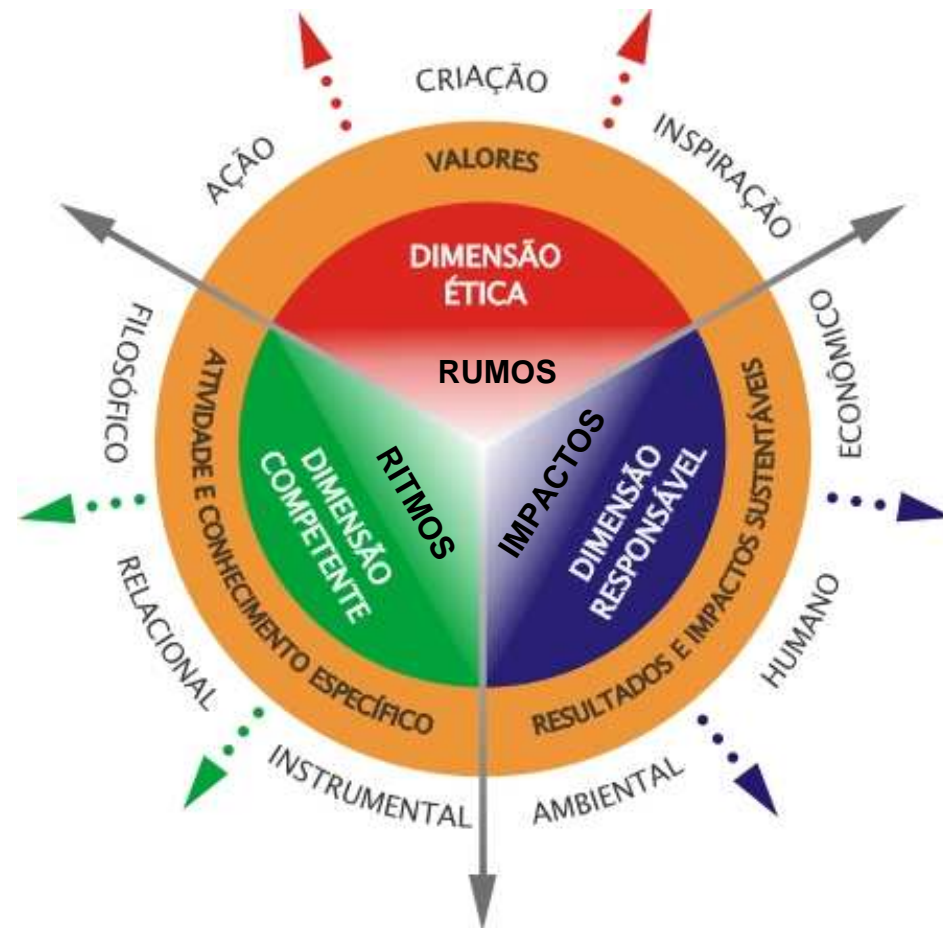 CRIAÇÃO
AÇÃO
INSPIRAÇÃO
VALORES
DIMENSÃO
ÉTICA
RUMOS
FILOSÓFICO
ECONÔMICO
ATIVIDADE E CONHECIMENTO ESPECÍFICO
DIMENSÃO
COMPETENTE
RITMOS
IMPACTOS
DIMENSÃO
RESPONSÁVEL
RESULTADOS E IMPACTOS SUSTENTÁVEIS
RELACIONAL
HUMANO
INSTRUMENTAL
AMBIENTAL